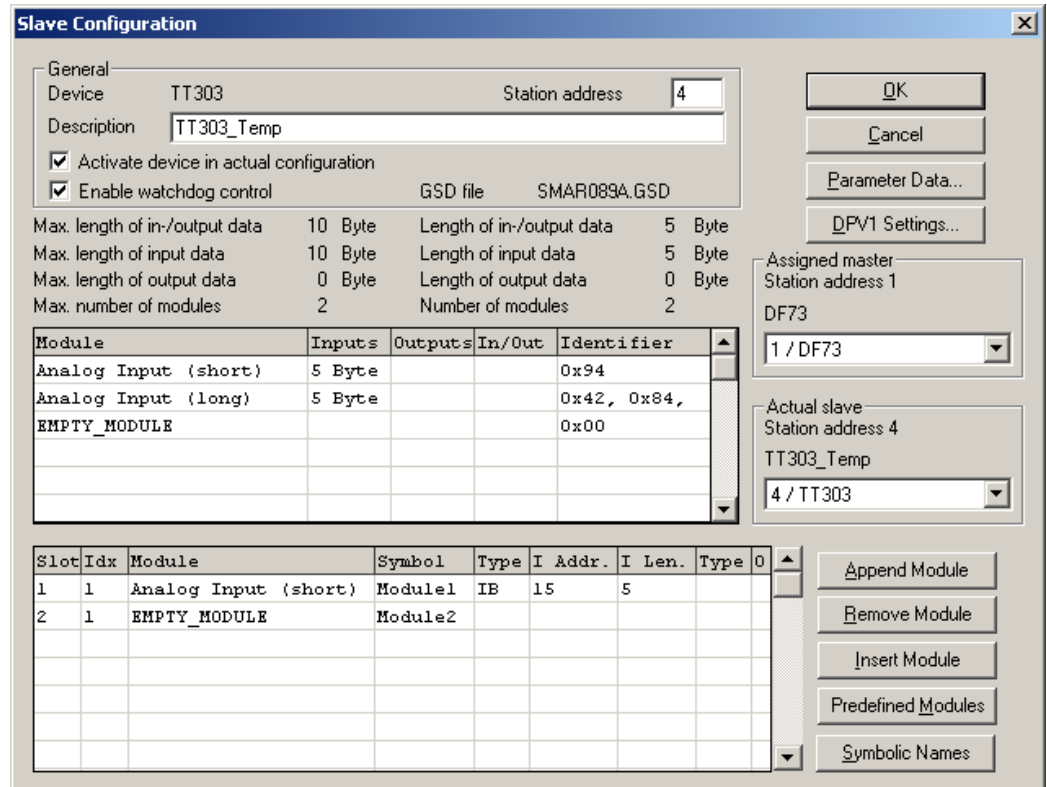 Slave Configuration
General
Device TT303 Station address 4
Description TT303_Temp
Activate device in actual configuration
Enable watchdog control GSD file SMAR089A.GSD
OK
Cancel
Parameter Data...
DPV1 Settings...
Max. length of in-/output data 10 Byte Length of in-/output data 5 Byte
Max. length of input data 10 Byte Length of input data 5 Byte
Max. length of output data 0 Byte Length of output data 0 Byte
Max. number of modules 2 Number of modules 2
Assigned master
Station address 1
DF73
1 / DF73
Module Inputs Outputs In/Out Identifier
Analog Input (short) 5 Byte 0x94
Analog Input (long) 5 Byte 0x42, 0x84,
EMPTY_MODULE 0x00
Actual slave
Station address 4
TT303_Temp
4 / TT303
Slot Idx Module Symbol Type I Addr. I Len. Type O
1 1 Analog Input (short) Module1 IB 15 5
2 1 EMPTY_MODULE Module2
Append Module
Remove Module
Insert Module
Predefined Modules
Symbolic Names